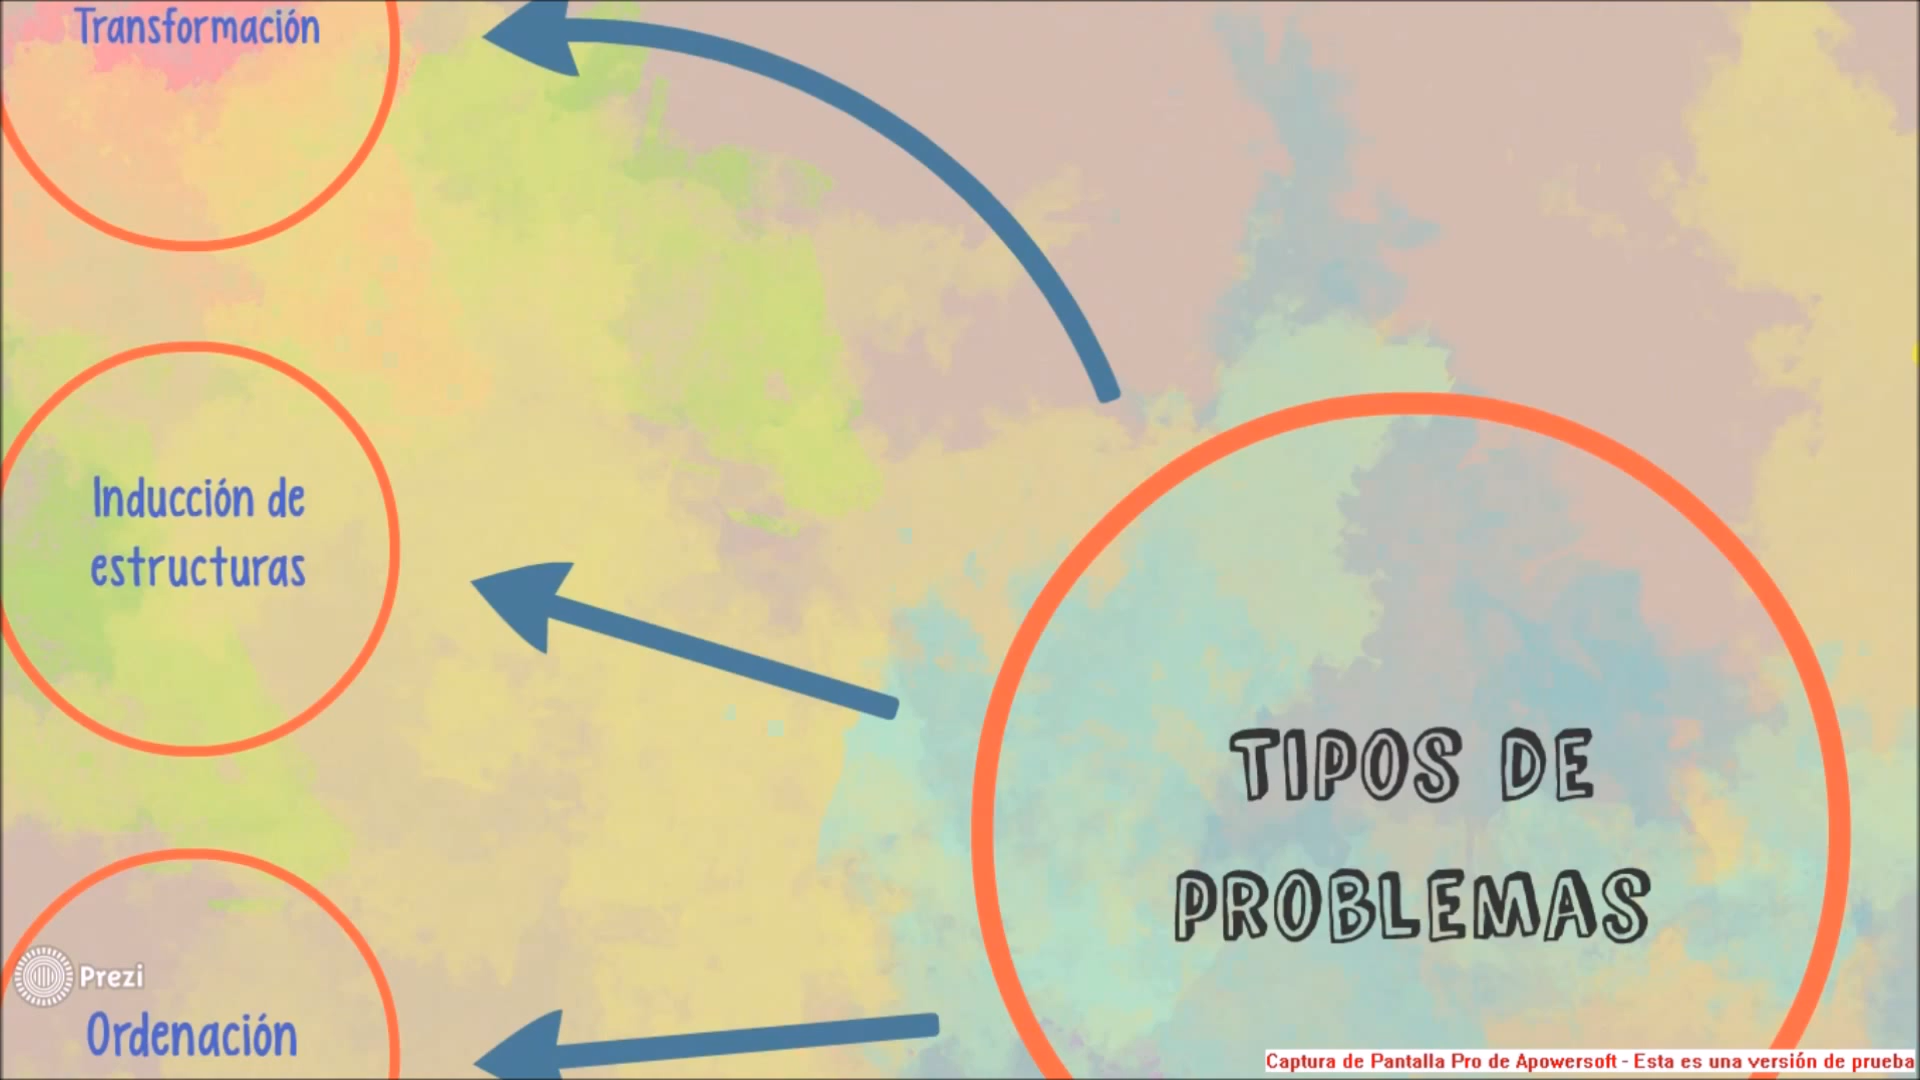 Transformación
Inducción de
estructuras
TIPOS DE
PROBLEMAS
Prezi
Ordenación
Captura de Pantalla Pro de Apowersoft - Esta es una versión de prueba